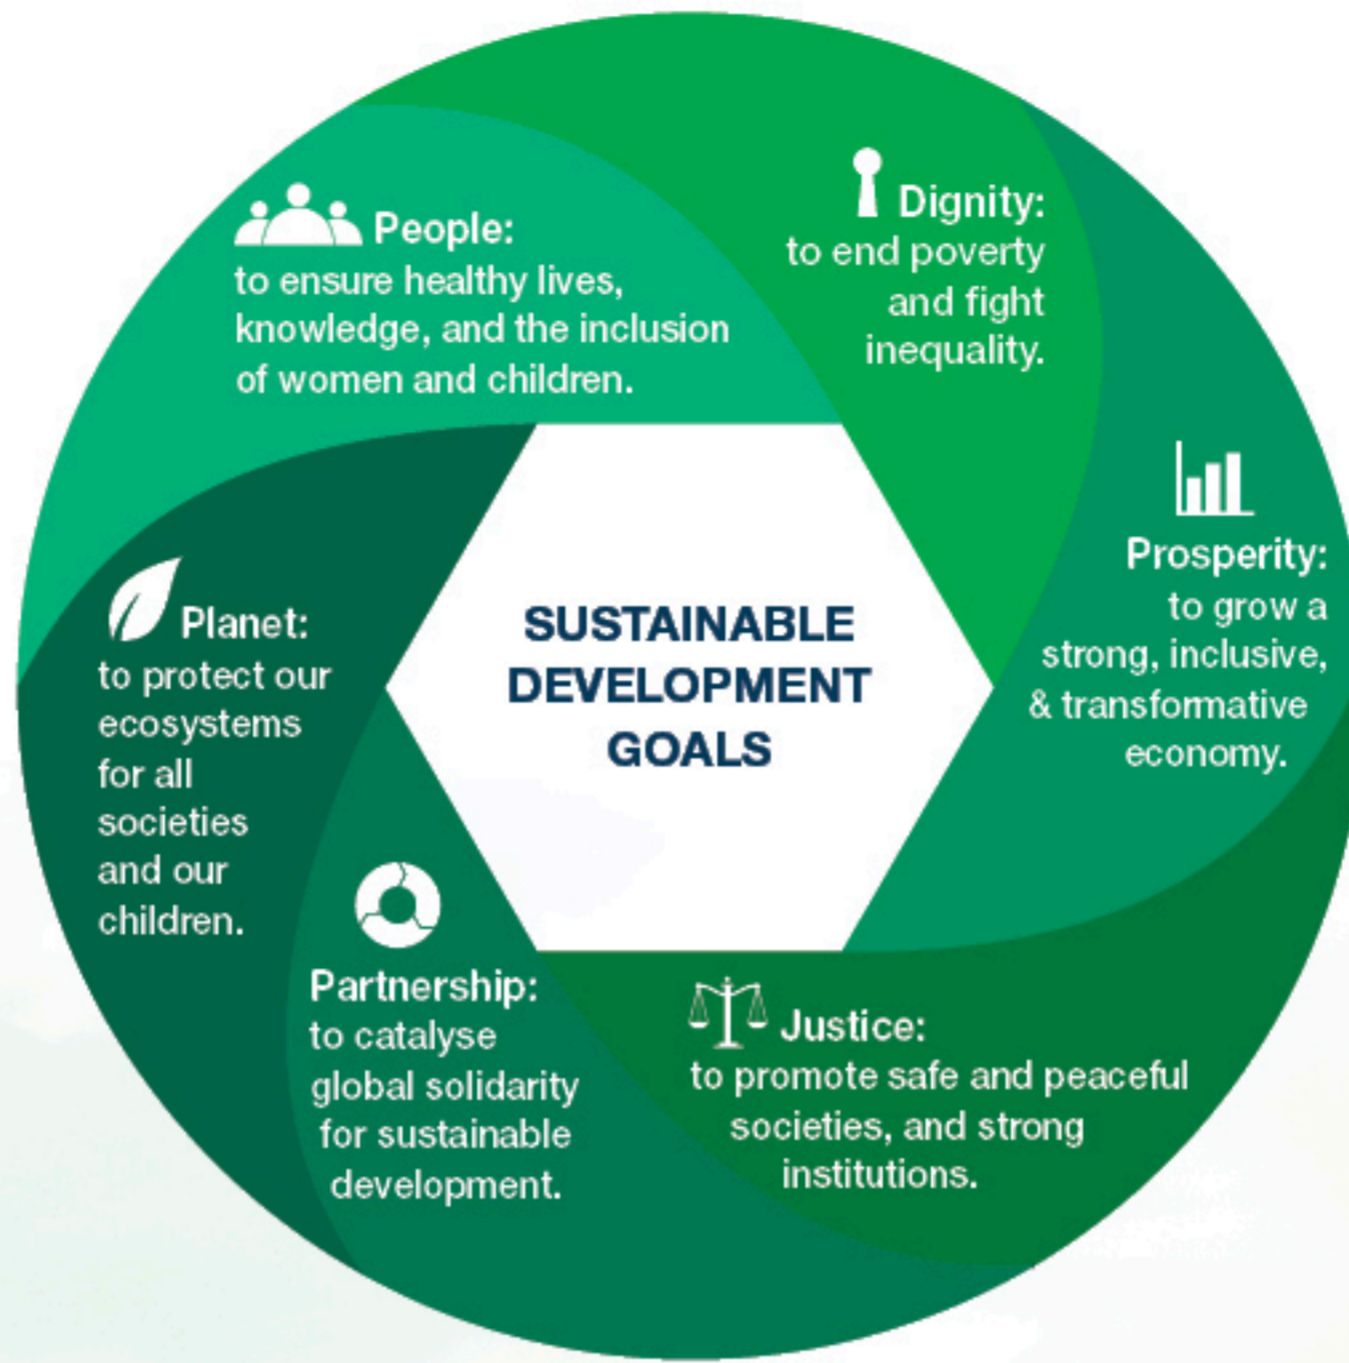 People:
to ensure healthy lives,
knowledge, and the inclusion
of women and children.
Dignity:
to end poverty
and fight
inequality.
Prosperity:
to grow a
strong, inclusive,
& transformative
economy.
Justice:
to promote safe and peaceful
societies, and strong
institutions.
Partnership:
to catalyse
global solidarity
for sustainable
development.
Planet:
to protect our
ecosystems
for all
societies
and our
children.
SUSTAINABLE
DEVELOPMENT
GOALS